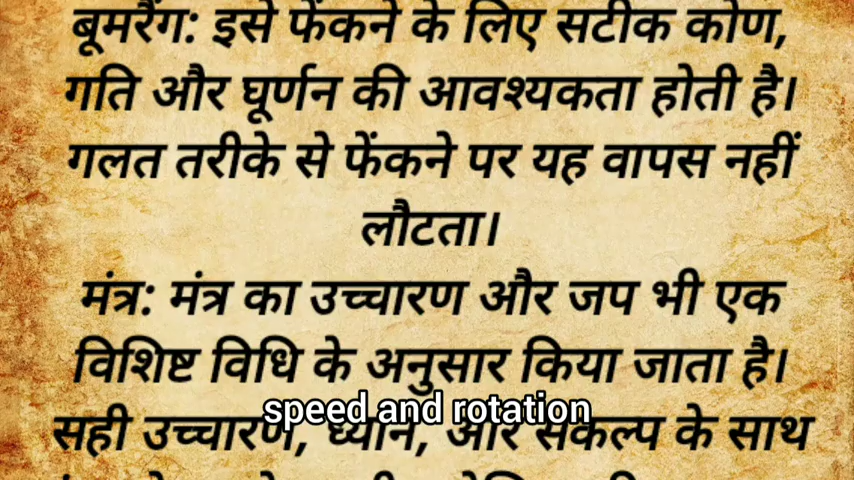 बूमरैंग: इसे फेंकने के लिए सटीक कोण,
गति और घूर्णन की आवश्यकता होती है।
गलत तरीके से फेंकने पर यह वापस नहीं
लौटता।
मंत्र: मंत्र का उच्चारण और जप भी एक
विशिष्ट विधि के अनुसार किया जाता है।
speed and rotation
सही उच्चारण, ध्यान, और संकल्प के साथ